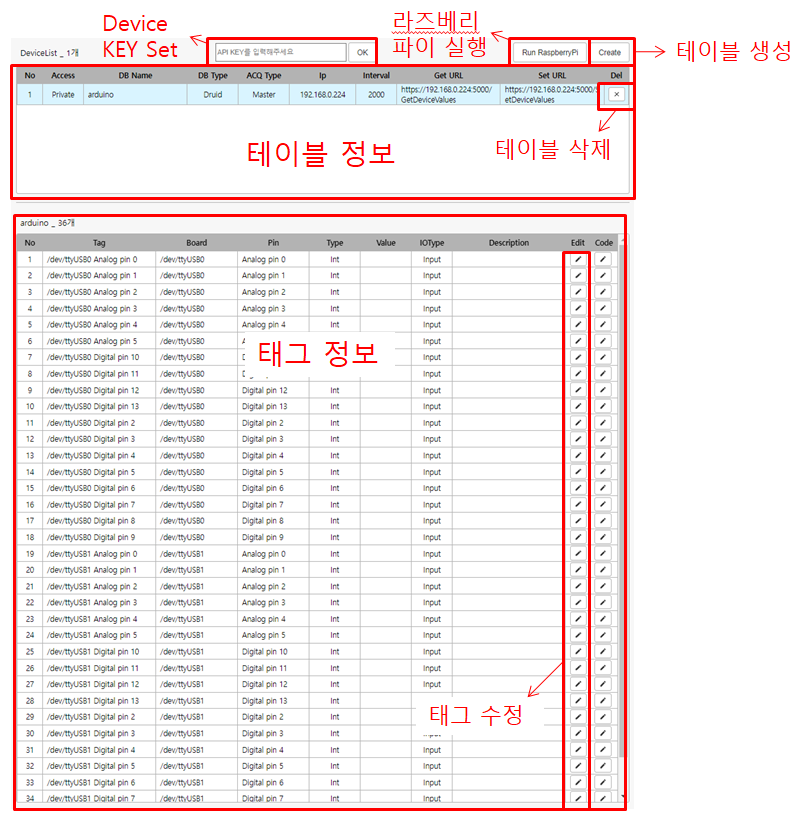 Device
KEY Set
라즈베리
파이 실행
DeviceList _ 1개
API KEY를 입력해주세요
OK
Run RaspberryPi
Create
테이블 생성
No Access DB Name DB Type ACQ Type Ip Interval Get URL Set URL Del
1 Private arduino Druid Master 192.168.0.224 2000 https://192.168.0.224:5000/ https://192.168.0.224:5000/S
GetDeviceValues etDeviceValues
테이블 정보
테이블 삭제
arduino _ 36개
No Tag Board Pin Type Value IOType Description Edit Code
1 /dev/ttyUSB0 Analog pin 0 /dev/ttyUSB0 Analog pin 0 Int Input
2 /dev/ttyUSB0 Analog pin 1 /dev/ttyUSB0 Analog pin 1 Int Input
3 /dev/ttyUSB0 Analog pin 2 /dev/ttyUSB0 Analog pin 2 Int Input
4 /dev/ttyUSB0 Analog pin 3 /dev/ttyUSB0 Analog pin 3 Int Input
5 /dev/ttyUSB0 Analog pin 4 /dev/ttyUSB0 Analog pin 4 Int Input
6 /dev/ttyUSB0 Analog pin 5 /dev/ttyUSB0 Input
태그 정보
7 /dev/ttyUSB0 Digital pin 10 /dev/ttyUSB0 Input
8 /dev/ttyUSB0 Digital pin 11 /dev/ttyUSB0 Input
9 /dev/ttyUSB0 Digital pin 12 /dev/ttyUSB0 Digital pin 12 Int Input
10 /dev/ttyUSB0 Digital pin 13 /dev/ttyUSB0 Digital pin 13 Int Input
11 /dev/ttyUSB0 Digital pin 2 /dev/ttyUSB0 Digital pin 2 Int Input
12 /dev/ttyUSB0 Digital pin 3 /dev/ttyUSB0 Digital pin 3 Int Input
13 /dev/ttyUSB0 Digital pin 4 /dev/ttyUSB0 Digital pin 4 Int Input
14 /dev/ttyUSB0 Digital pin 5 /dev/ttyUSB0 Digital pin 5 Int Input
15 /dev/ttyUSB0 Digital pin 6 /dev/ttyUSB0 Digital pin 6 Int Input
16 /dev/ttyUSB0 Digital pin 7 /dev/ttyUSB0 Digital pin 7 Int Input
17 /dev/ttyUSB0 Digital pin 8 /dev/ttyUSB0 Digital pin 8 Int Input
18 /dev/ttyUSB0 Digital pin 9 /dev/ttyUSB0 Digital pin 9 Int Input
19 /dev/ttyUSB1 Analog pin 0 /dev/ttyUSB1 Analog pin 0 Int Input
20 /dev/ttyUSB1 Analog pin 1 /dev/ttyUSB1 Analog pin 1 Int Input
21 /dev/ttyUSB1 Analog pin 2 /dev/ttyUSB1 Analog pin 2 Int Input
22 /dev/ttyUSB1 Analog pin 3 /dev/ttyUSB1 Analog pin 3 Int Input
23 /dev/ttyUSB1 Analog pin 4 /dev/ttyUSB1 Analog pin 4 Int Input
24 /dev/ttyUSB1 Analog pin 5 /dev/ttyUSB1 Analog pin 5 Int Input
25 /dev/ttyUSB1 Digital pin 10 /dev/ttyUSB1 Digital pin 10 Int Input
26 /dev/ttyUSB1 Digital pin 11 /dev/ttyUSB1 Digital pin 11 Int Input
27 /dev/ttyUSB1 Digital pin 12 /dev/ttyUSB1 Digital pin 12 Int Input
28 /dev/ttyUSB1 Digital pin 13 /dev/ttyUSB1 Digital pin 13 Int Input
29 /dev/ttyUSB1 Digital pin 2 /dev/ttyUSB1 Digital pin 2 Int
태그 수정
30 /dev/ttyUSB1 Digital pin 3 /dev/ttyUSB1 Digital pin 3 Int
31 /dev/ttyUSB1 Digital pin 4 /dev/ttyUSB1 Digital pin 4 Int Input
32 /dev/ttyUSB1 Digital pin 5 /dev/ttyUSB1 Digital pin 5 Int Input
33 /dev/ttyUSB1 Digital pin 6 /dev/ttyUSB1 Digital pin 6 Int Input
34 /dev/ttyUSB1 Digital pin 7 /dev/ttyUSB1 Digital pin 7 Int Input